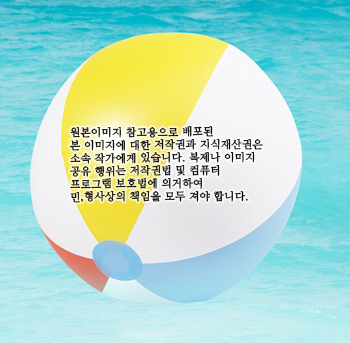 원본이미지 참고용으로 배포된
본 이미지에 대한 저작권과 지식재산권은
소속 작가에게 있습니다. 복제나 이미지
공유 행위는 저작권법 및 컴퓨터
프로그램 보호법에 의거하여
민,형사상의 책임을 모두 져야 합니다.